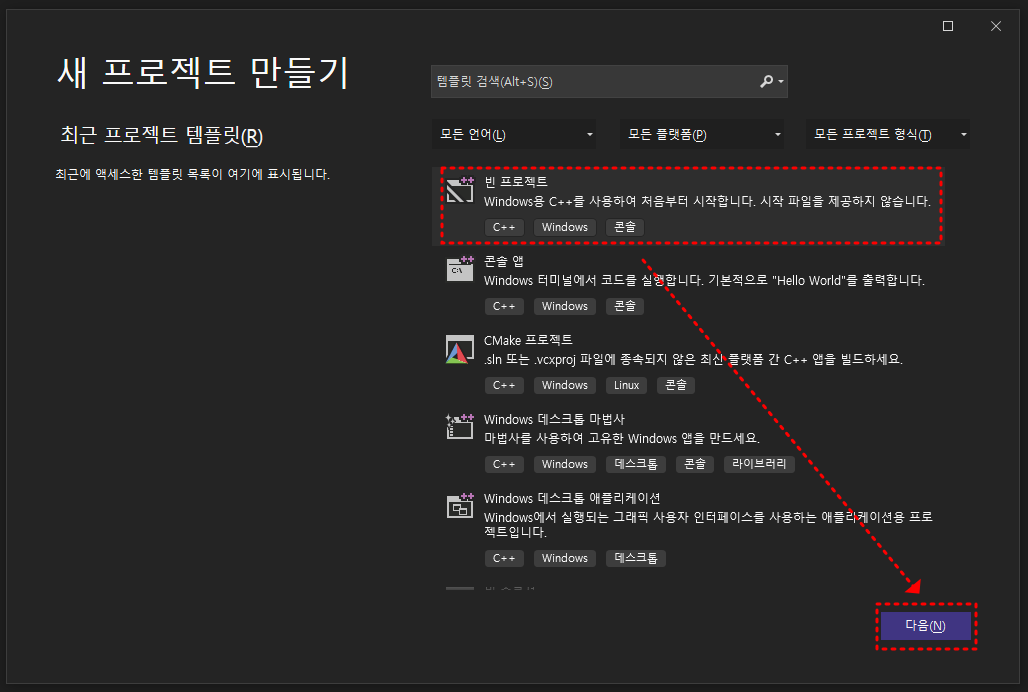 새 프로젝트 만들기
최근 프로젝트 템플릿(R)
최근에 액세스한 템플릿 목록이 여기에 표시됩니다.
템플릿 검색(Alt+S)(S)
모든 언어(L) 모든 플랫폼(P) 모든 프로젝트 형식(T)
빈 프로젝트
Windows용 C++를 사용하여 처음부터 시작합니다. 시작 파일을 제공하지 않습니다.
C++ Windows 콘솔
콘솔 앱
Windows 터미널에서 코드를 실행합니다. 기본적으로 "Hello World"를 출력합니다.
C++ Windows 콘솔
CMake 프로젝트
.sln 또는 .vcxproj 파일에 종속되지 않은 최신 플랫폼 간 C++ 앱을 빌드하세요.
C++ Windows Linux 콘솔
Windows 데스크톱 마법사
마법사를 사용하여 고유한 Windows 앱을 만드세요.
C++ Windows 데스크톱 콘솔 라이브러리
Windows 데스크톱 애플리케이션
Windows에서 실행되는 그래픽 사용자 인터페이스를 사용하는 애플리케이션용 프로
젝트입니다.
C++ Windows 데스크톱
다음(N)